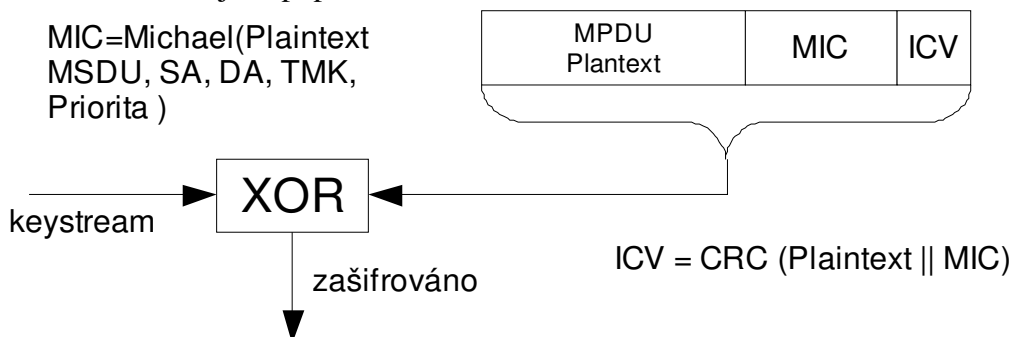 MIC=Michael(Plaintext
MSDU, SA, DA, TMK,
Priorita )
MPDU
Plantext
MIC
ICV
XOR
keystream
zašifrováno
ICV = CRC (Plaintext || MIC)